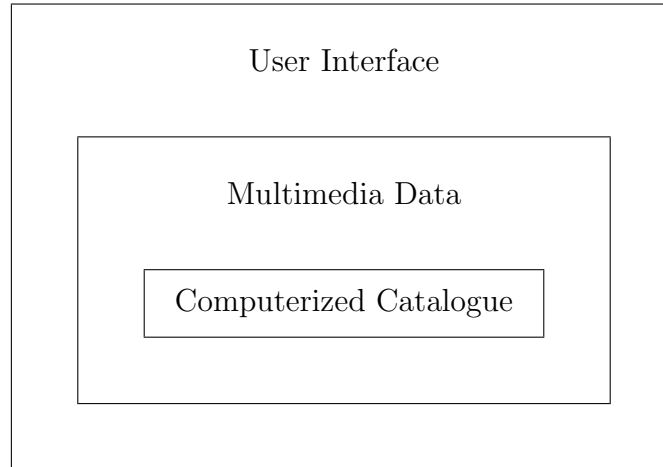 User Interface
Multimedia Data
Computerized Catalogue